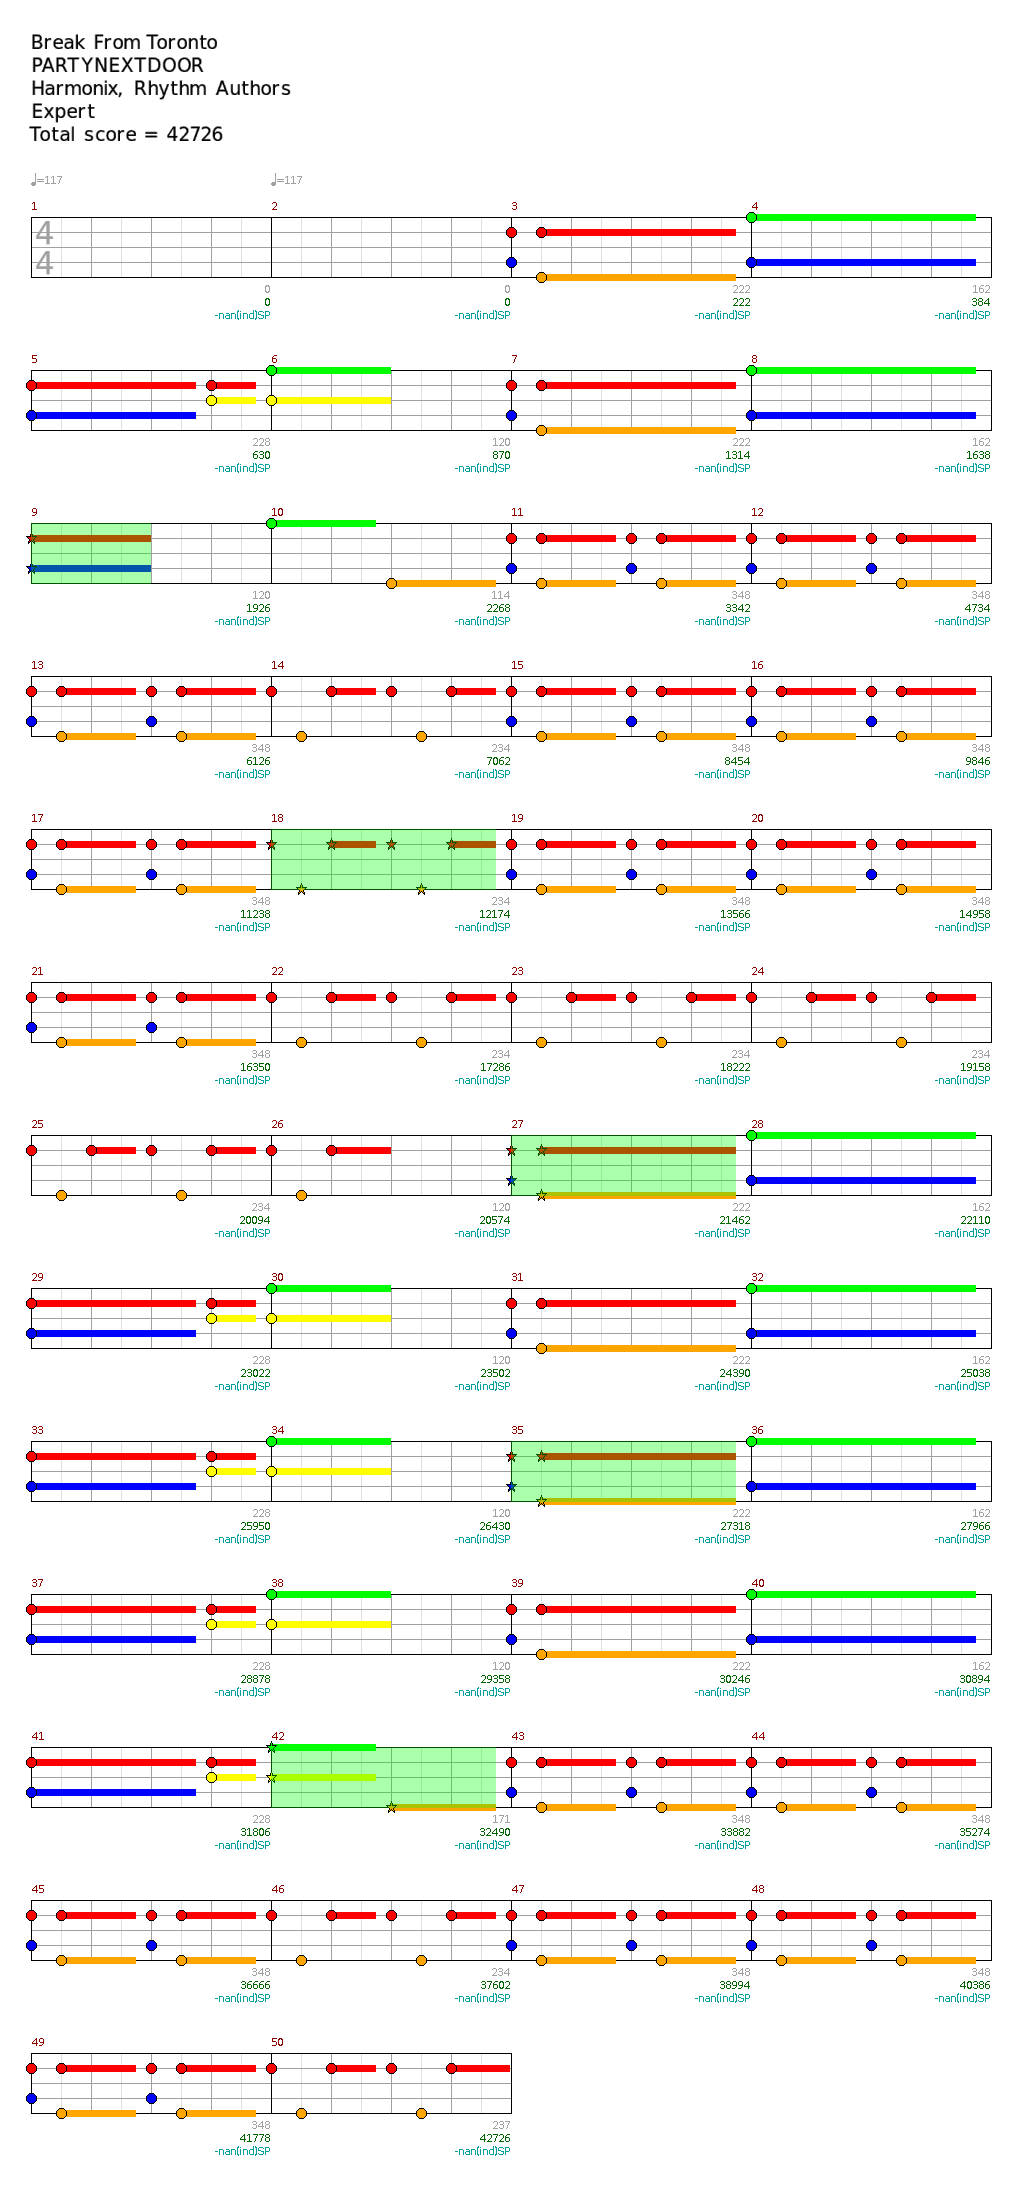 Break From Toronto
PARTYNEXTDOOR
Harmonix, Rhythm Authors
Expert
Total score = 42726
♩=117 ♩=117
1 2 3 4
4
4
0 0 222 162
0 0 222 384
-nan(ind)SP -nan(ind)SP -nan(ind)SP -nan(ind)SP
5 6 7 8
228 120 222 162
630 870 1314 1638
-nan(ind)SP -nan(ind)SP -nan(ind)SP -nan(ind)SP
9 10 11 12
120 114 348 348
1926 2268 3342 4734
-nan(ind)SP -nan(ind)SP -nan(ind)SP -nan(ind)SP
13 14 15 16
348 234 348 348
6126 7062 8454 9846
-nan(ind)SP -nan(ind)SP -nan(ind)SP -nan(ind)SP
17 18 19 20
348 234 348 348
11238 12174 13566 14958
-nan(ind)SP -nan(ind)SP -nan(ind)SP -nan(ind)SP
21 22 23 24
348 234 234 234
16350 17286 18222 19158
-nan(ind)SP -nan(ind)SP -nan(ind)SP -nan(ind)SP
25 26 27 28
234 120 222 162
20094 20574 21462 22110
-nan(ind)SP -nan(ind)SP -nan(ind)SP -nan(ind)SP
29 30 31 32
228 120 222 162
23022 23502 24390 25038
-nan(ind)SP -nan(ind)SP -nan(ind)SP -nan(ind)SP
33 34 35 36
228 120 222 162
25950 26430 27318 27966
-nan(ind)SP -nan(ind)SP -nan(ind)SP -nan(ind)SP
37 38 39 40
228 120 222 162
28878 29358 30246 30894
-nan(ind)SP -nan(ind)SP -nan(ind)SP -nan(ind)SP
41 42 43 44
228 171 348 348
31806 32490 33882 35274
-nan(ind)SP -nan(ind)SP -nan(ind)SP -nan(ind)SP
45 46 47 48
348 234 348 348
36666 37602 38994 40386
-nan(ind)SP -nan(ind)SP -nan(ind)SP -nan(ind)SP
49 50
348 237
41778 42726
-nan(ind)SP -nan(ind)SP